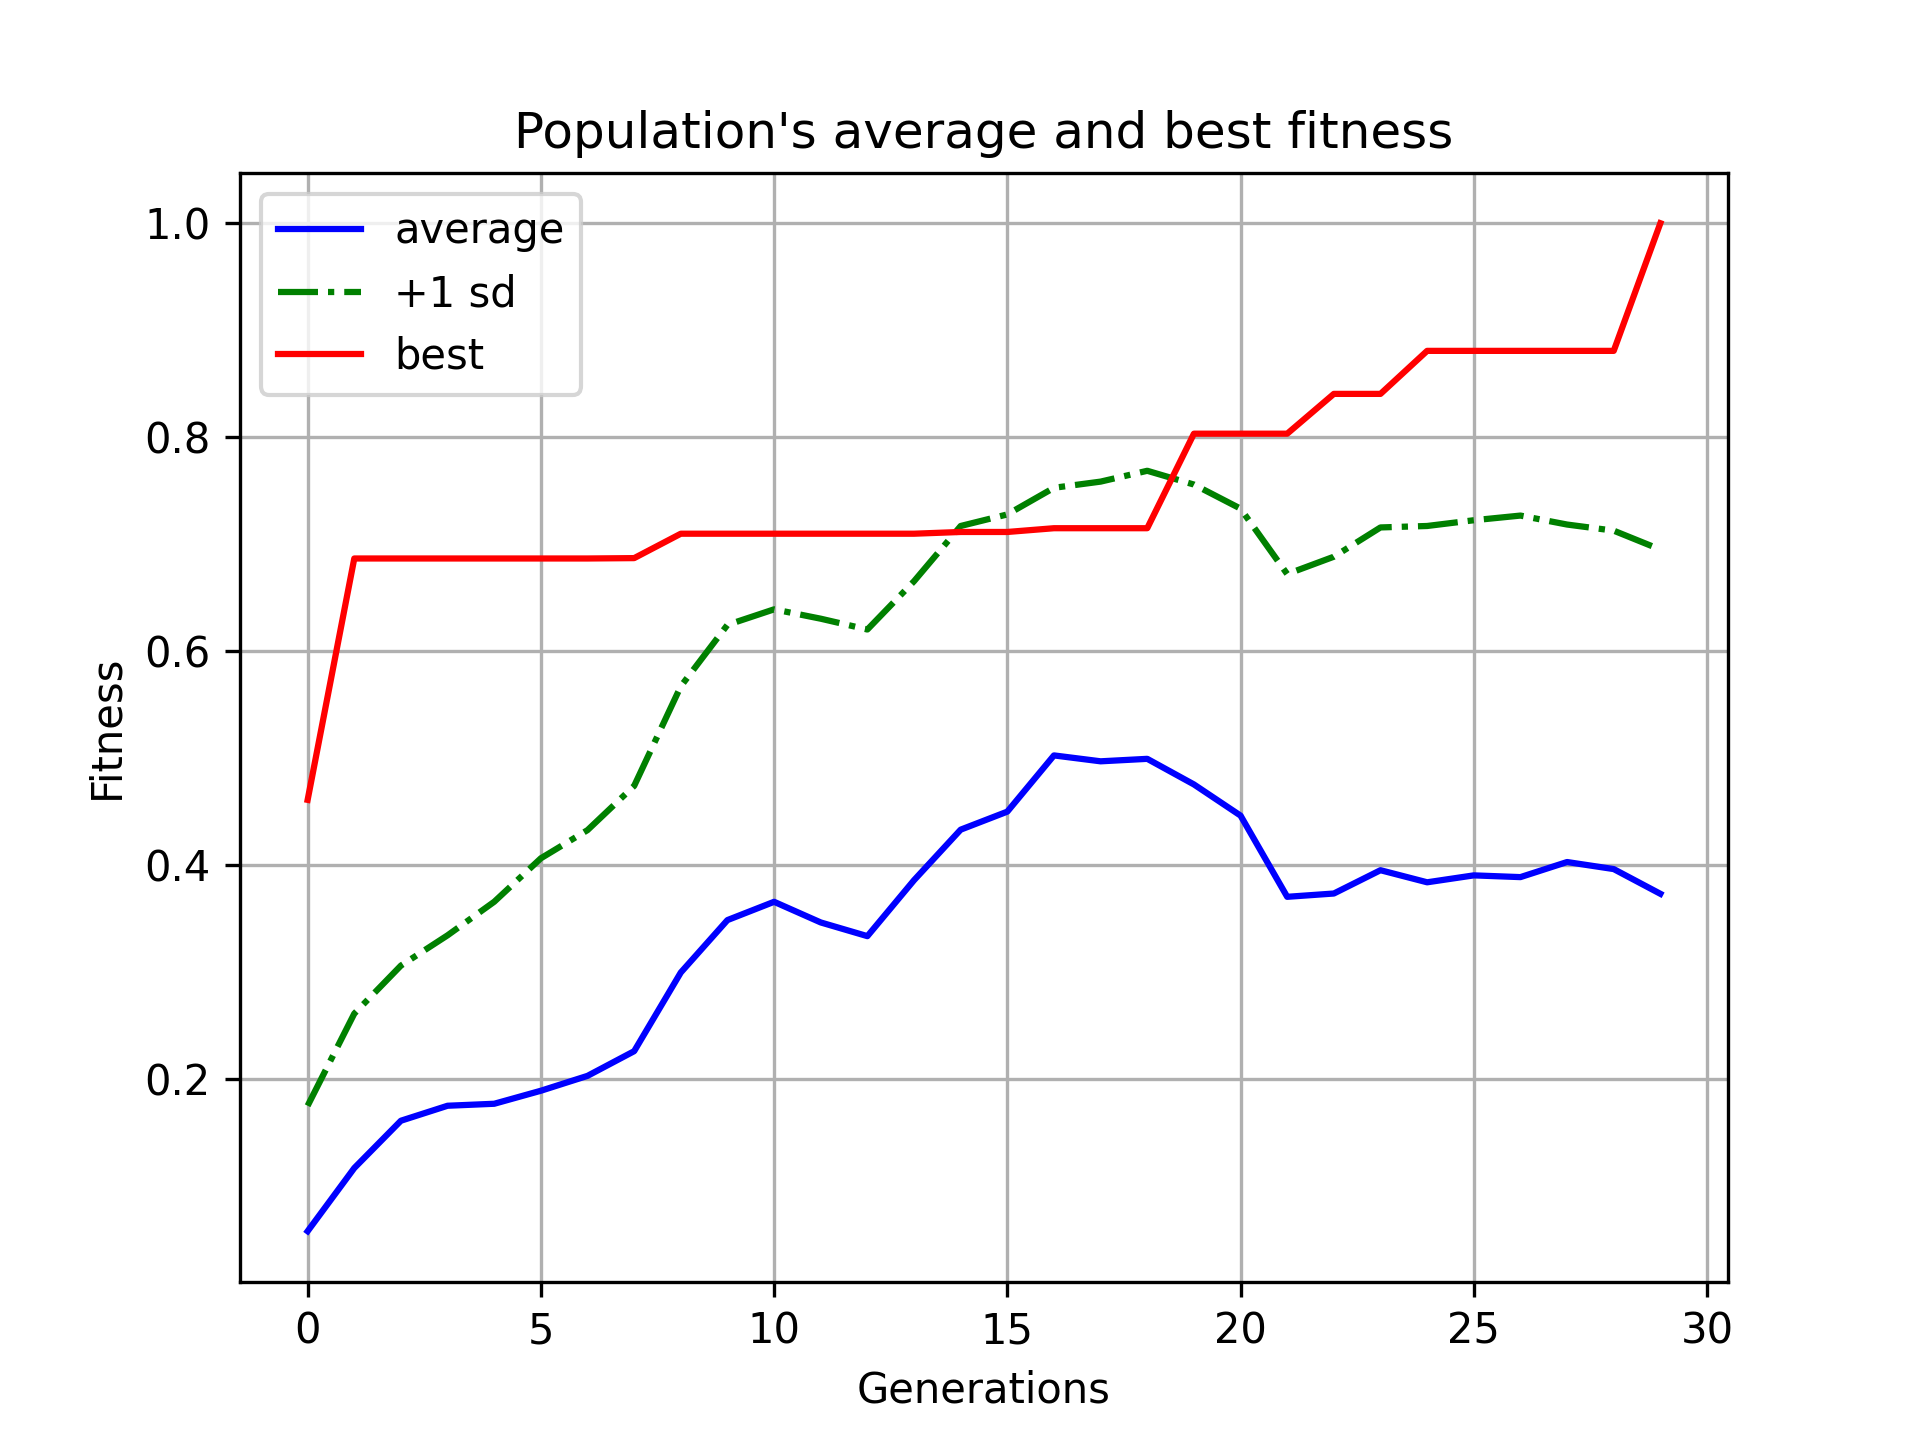 Population's average and best fitness
average
+1 sd
best
1.0
0.8
0.6
0.4
0.2
Fitness
0 5 10 15 20 25 30
Generations